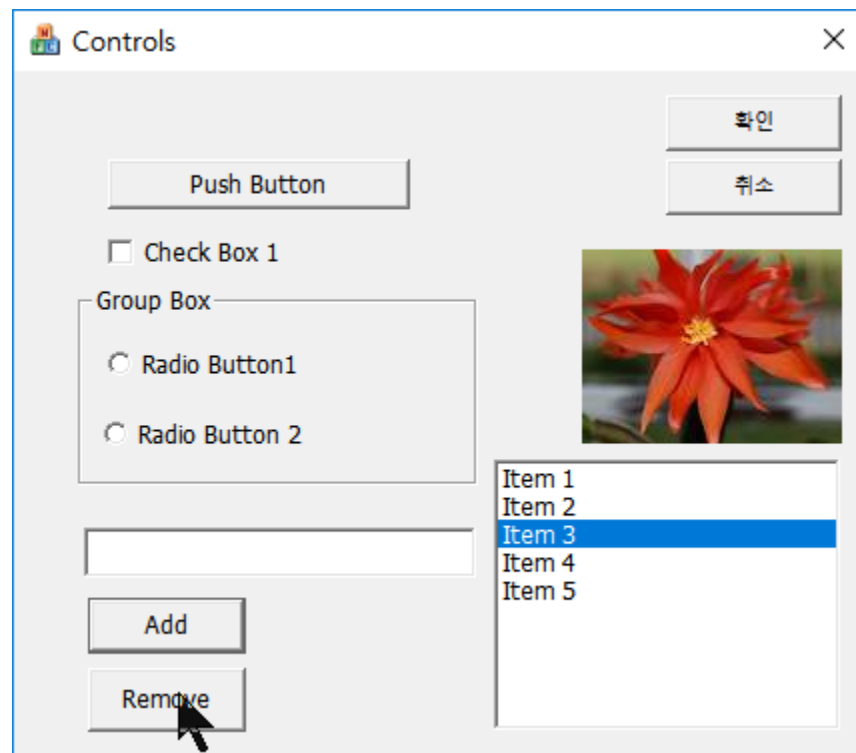 Controls
확인
Push Button
취소
Check Box 1
Group Box
Radio Button1
Radio Button 2
Item 1
Item 2
Item 3
Item 4
Item 5
Add
Remove